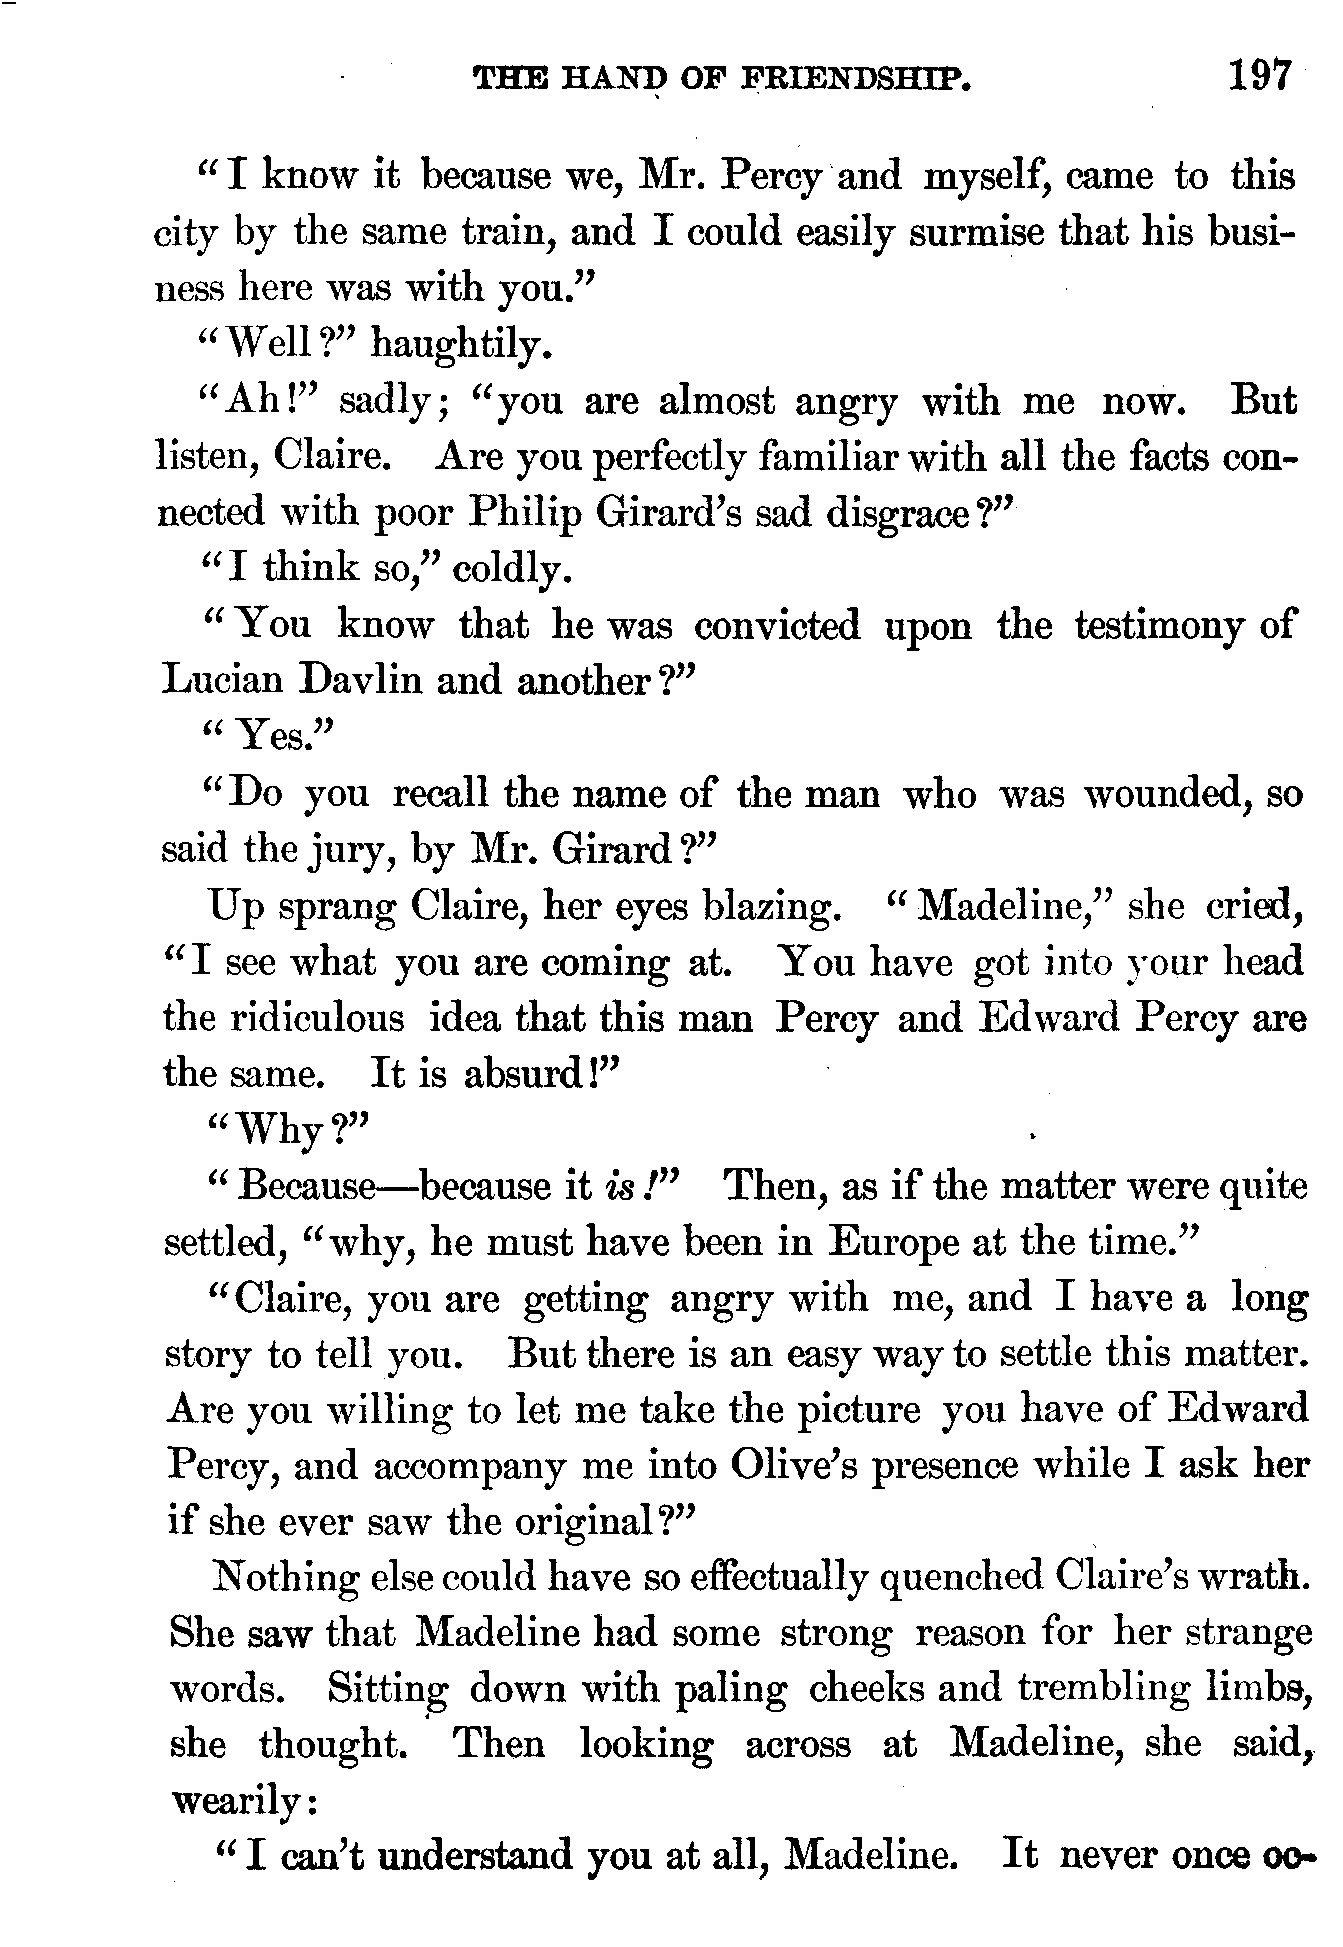 THE HAND OF FRIENDSHIP. 197
"I know it because we, Mr. Percy and myself, came to this
city by the same train, and I could easily surmise that his busi-
ness here was with you."
"Well?" haughtily.
"Ah!" sadly; "you are almost angry with me now. But
listen, Claire. Are you perfectly familiar with all the facts con-
nected with poor Philip Girard's sad disgrace?"
"I think so," coldly.
"You know that he was convicted upon the testimony of
Lucian Davlin and another?"
"Yes."
"Do you recall the name of the man who was wounded, so
said the jury, by Mr. Girard?"
Up sprang Claire, her eyes blazing. "Madeline," she cried,
"I see what you are coming at. You have got into your head
the ridiculous idea that this man Percy and Edward Percy are
the same. It is absurd!"
"Why?"
"Because—because it is!" Then, as if the matter were quite
settled, "why, he must have been in Europe at the time."
"Claire, you are getting angry with me, and I have a long
story to tell you. But there is an easy way to settle this matter.
Are you willing to let me take the picture you have of Edward
Percy, and accompany me into Olive's presence while I ask her
if she ever saw the original?"
Nothing else could have so effectually quenched Claire's wrath.
She saw that Madeline had some strong reason for her strange
words. Sitting down with paling cheeks and trembling limbs,
she thought. Then looking across at Madeline, she said,
wearily:
"I can't understand you at all, Madeline. It never once oc-